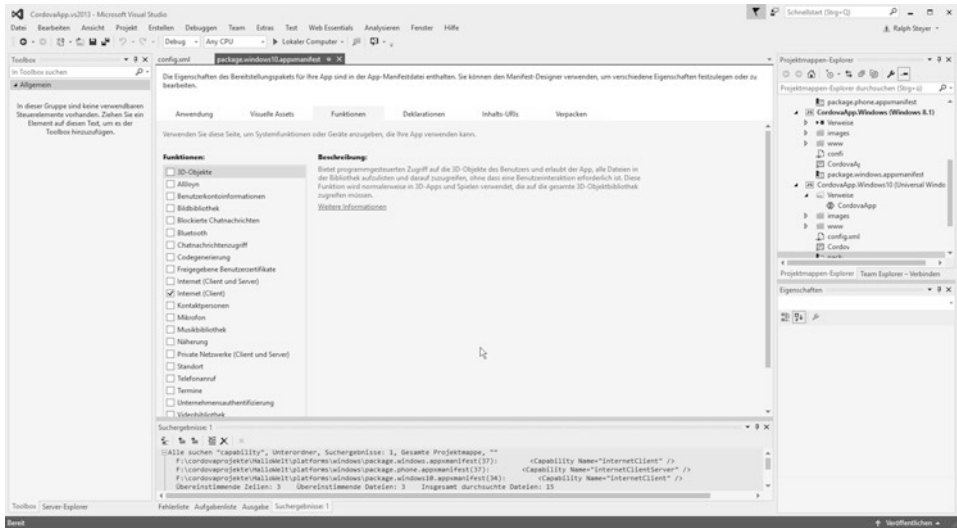 CordovaApp.vs2013 - Microsoft Visual Studio
Schnellstart (Strg+Q)
Datei Bearbeiten Ansicht Projekt Erstellen Debuggen Team Extras Test Web Essentials Analysieren Fenster Hilfe
Ralph Steyer
Debug Any CPU Lokaler Computer
Toolbox
In Toolbox suchen
Allgemein
In dieser Gruppe sind keine verwendbaren
Steuerelemente vorhanden. Ziehen Sie ein
Element auf diesen Text, um es der
Toolbox hinzuzufügen.
config.xml package.windows10.appxmanifest
Die Eigenschaften des Bereitstellungspakets für Ihre App sind in der App-Manifestdatei enthalten. Sie können den Manifest-Designer verwenden, um verschiedene Eigenschaften festzulegen oder zu
bearbeiten.
Anwendung Visuelle Assets Funktionen Deklarationen Inhalts-URIs Verpacken
Verwenden Sie diese Seite, um Systemfunktionen oder Geräte anzugeben, die Ihre App verwenden kann.
Funktionen:
3D-Objekte
AllJoyn
Benutzerkontoinformationen
Bildbibliothek
Blockierte Chatnachrichten
Bluetooth
Chatnachrichtenzugriff
Codegenerierung
Freigegebene Benutzerzertifikate
Internet (Client und Server)
Internet (Client)
Kontaktpersonen
Mikrofon
Musikbibliothek
Näherung
Private Netzwerke (Client und Server)
Standort
Telefonanruf
Termine
Unternehmensauthentifizierung
Videobibliothek
Beschreibung:
Bietet programmgesteuerten Zugriff auf die 3D-Objekte des Benutzers und erlaubt der App, alle Dateien in
der Bibliothek aufzulisten und darauf zuzugreifen, ohne dass eine Benutzerinteraktion erforderlich ist. Diese
Funktion wird normalerweise in 3D-Apps und Spielen verwendet, die auf die gesamte 3D-Objektbibliothek
zugreifen müssen.
Weitere Informationen
Suchergebnisse: 1
Alle suchen "capability", Unterordner, Suchergebnisse: 1, Gesamte Projektmappe, ""
F:\cordovaprojekte\HalloWelt\platforms\windows\package.windows.appxmanifest(37): <Capability Name="internetClient" />
F:\cordovaprojekte\HalloWelt\platforms\windows\package.phone.appxmanifest(37): <Capability Name="internetClientServer" />
F:\cordovaprojekte\HalloWelt\platforms\windows\package.windows10.appxmanifest(34): <Capability Name="internetClient" />
Übereinstimmende Zeilen: 3 Übereinstimmende Dateien: 3 Insgesamt durchsuchte Dateien: 15
Projektmappen-Explorer
Projektmappen-Explorer durchsuchen (Strg+ü)
package.phone.appxmanifest
CordovaApp.Windows (Windows 8.1)
Verweise
images
www
confi
CordovaAp
package.windows.appxmanifest
CordovaApp.Windows10 (Universal Windo
Verweise
CordovaApp
images
www
config.xml
Cordov
pack
Projektmappen-Explorer Team Explorer – Verbinden
Eigenschaften
Toolbox Server-Explorer
Fehlerliste Aufgabenliste Ausgabe Suchergebnisse: 1
Bereit
Veröffentlichen